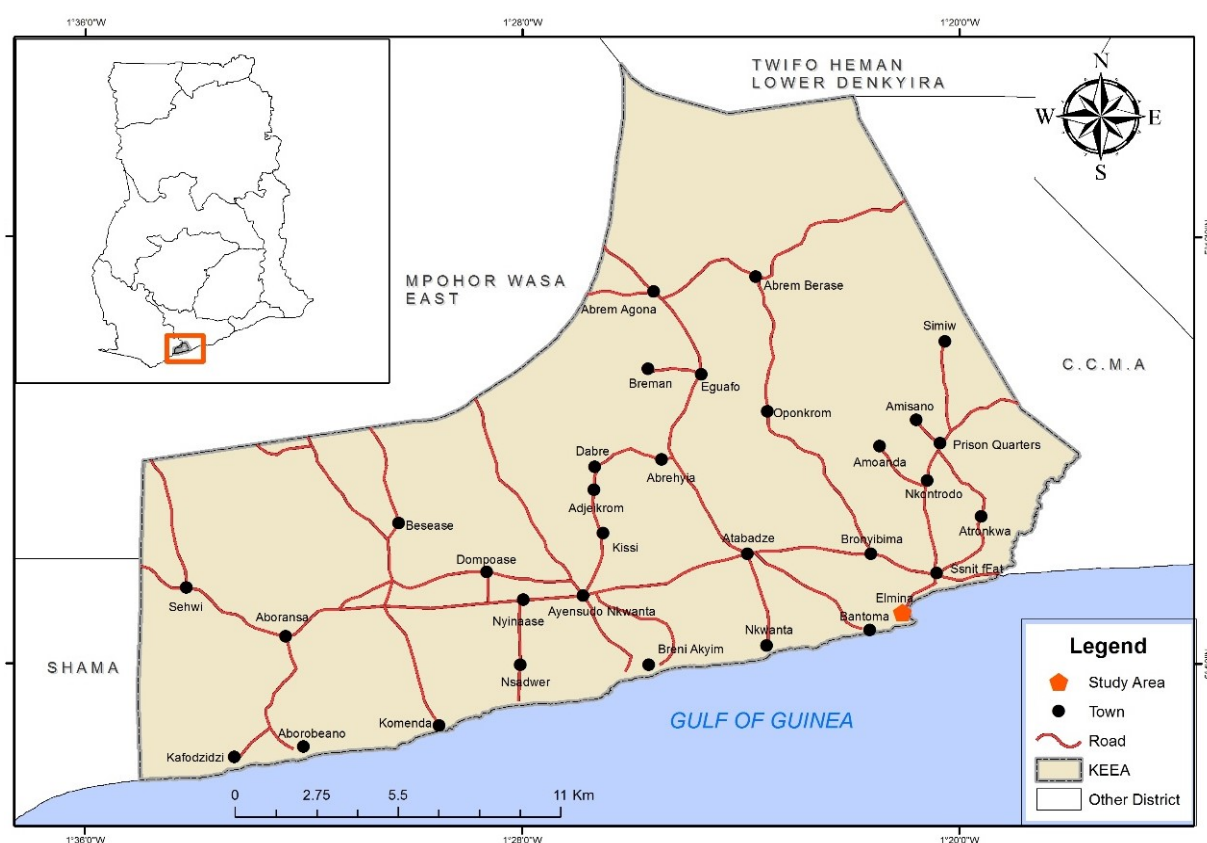 1°36'0"W
1°28'0"W
1°20'0"W
TWIFO HEMAN
LOWER DENKYIRA
N
W
E
S
MPOHOR WASA
EAST
C.C.M.A
SHAMA
Abrem Berase
Abrem Agona
Simiw
Breman
Eguafo
Oponkrom
Amisano
Prison Quarters
Amoanda
Dabre
Abrehyia
Nkontrodo
Adjeikrom
Atronkwa
Besease
Kissi
Atabadze
Bronyibima
Dompoase
Ssnit fEat
Sehwi
Elmina
Aboransa
Nyinaase
Ayensudo Nkwanta
Bantoma
Nkwanta
Breni Akyim
Nsadwer
Komenda
Aborobeano
Kafodzidzi
GULF OF GUINEA
0
2.75
5.5
11 Km
Legend
Study Area
Town
Road
KEEA
Other District
1°36'0"W
1°28'0"W
1°20'0"W